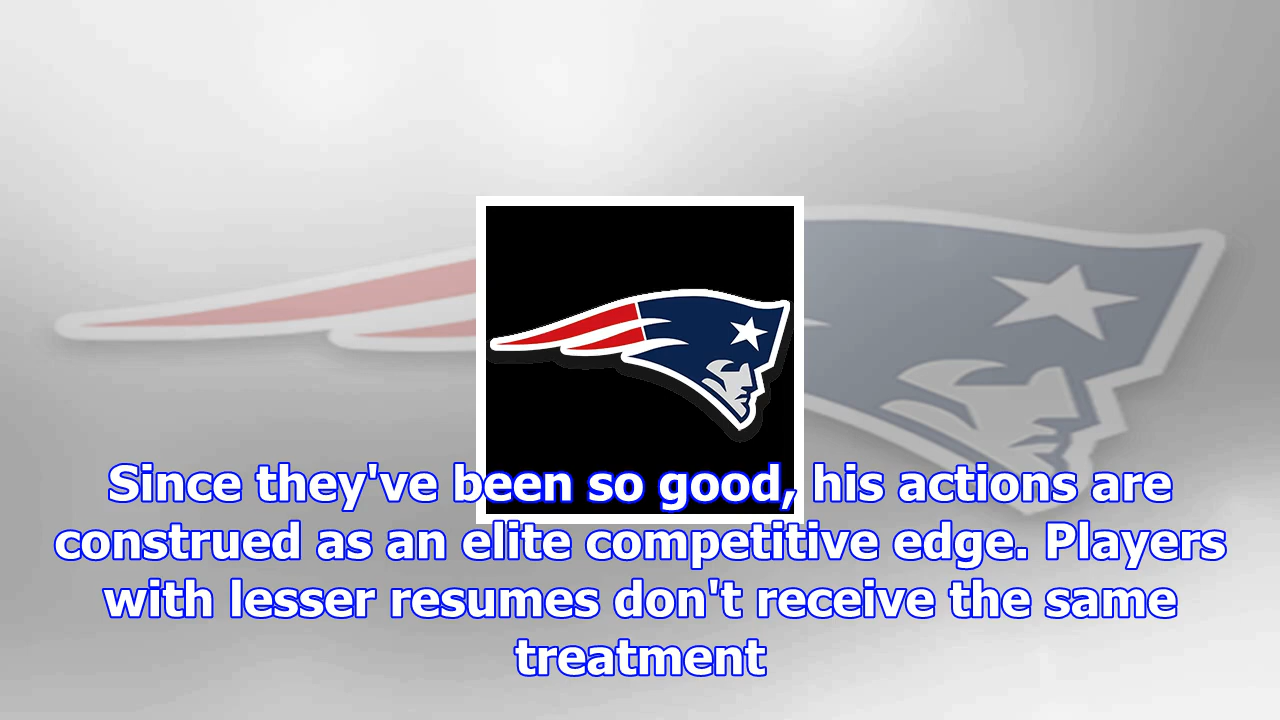 Since they've been so good, his actions are
construed as an elite competitive edge. Players
with lesser resumes don't receive the same
treatment